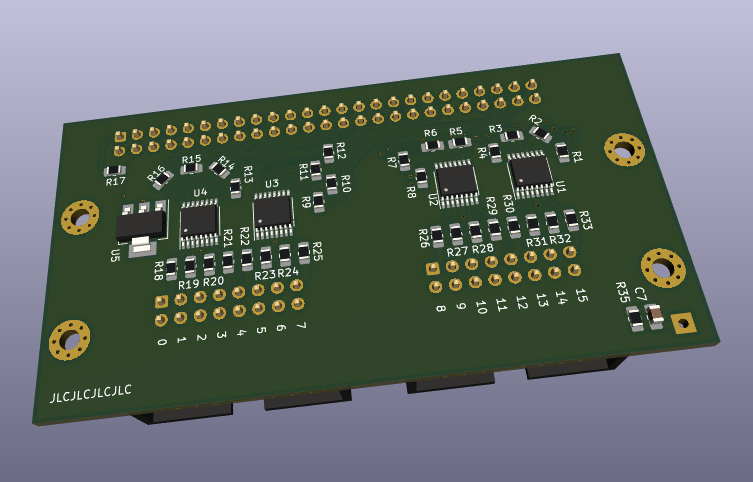 R6 R5 R3 R2
R12 R7 R4 R1
R17 R16 R15 R14 R13 R11 R10 R8
U4 U3 R9 U2 U1
U5 R21 R22 R25 R26 R29 R30 R33
R18 R19 R20 R23 R24 R27 R28 R31 R32
R35 C7
0 1 2 3 4 5 6 7 8 9 10 11 12 13 14 15
JLCJLCJLCJLC